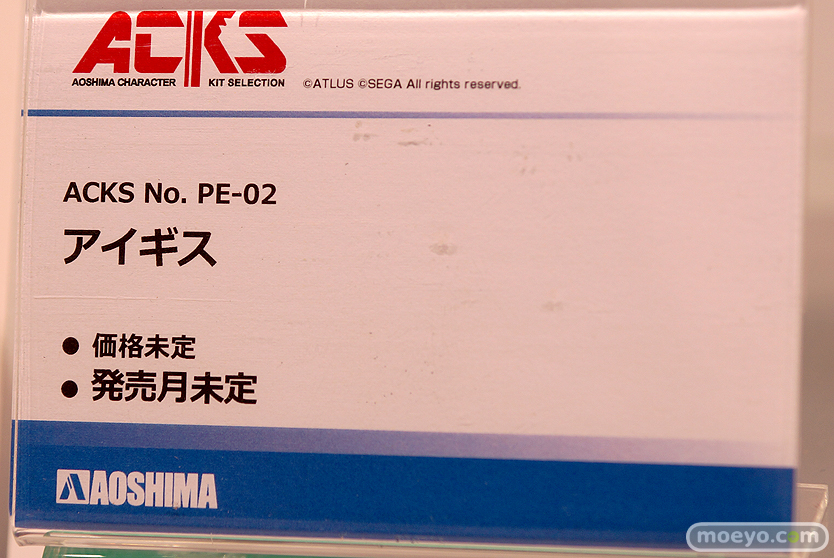 ACKS
AOSHIMA CHARACTER KIT SELECTION ©ATLUS ©SEGA All rights reserved.
ACKS No. PE-02
アイギス
● 価格未定
● 発売月未定
AOSHIMA
moeyo.com